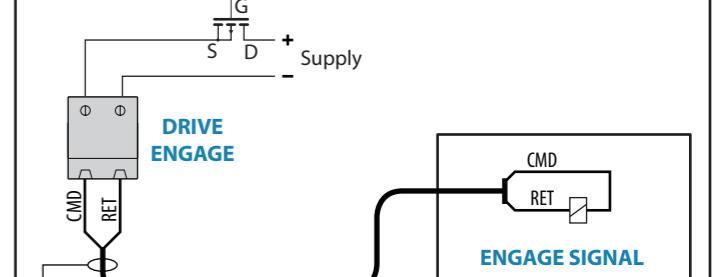 G
S D + Supply
−
DRIVE
ENGAGE
CMD
RET
CMD
RET
ENGAGE SIGNAL